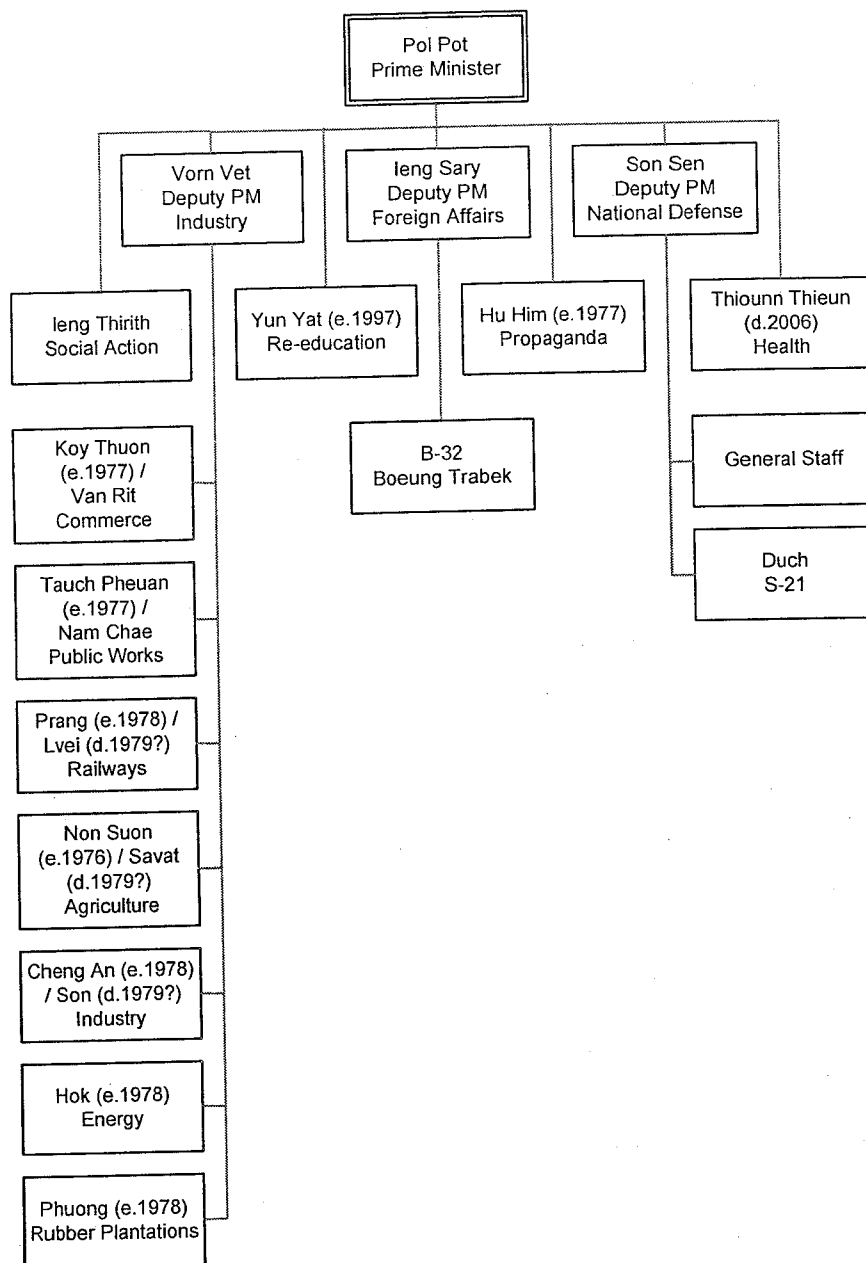 Pol Pot
Prime Minister
Vorn Vet
Deputy PM
Industry
Ieng Sary
Deputy PM
Foreign Affairs
Son Sen
Deputy PM
National Defense
Ieng Thirith
Social Action
Yun Yat (e.1997)
Re-education
Hu Him (e.1977)
Propaganda
Thiounn Thieun
(d.2006)
Health
Koy Thuon
(e.1977) /
Van Rit
Commerce
B-32
Boeung Trabek
General Staff
Duch
S-21
Tauch Pheuan
(e.1977) /
Nam Chae
Public Works
Prang (e.1978) /
Lvei (d.1979?)
Railways
Non Suon
(e.1976) / Savat
(d.1979?)
Agriculture
Cheng An (e.1978)
/ Son (d.1979?)
Industry
Hok (e.1978)
Energy
Phuong (e.1978)
Rubber Plantations